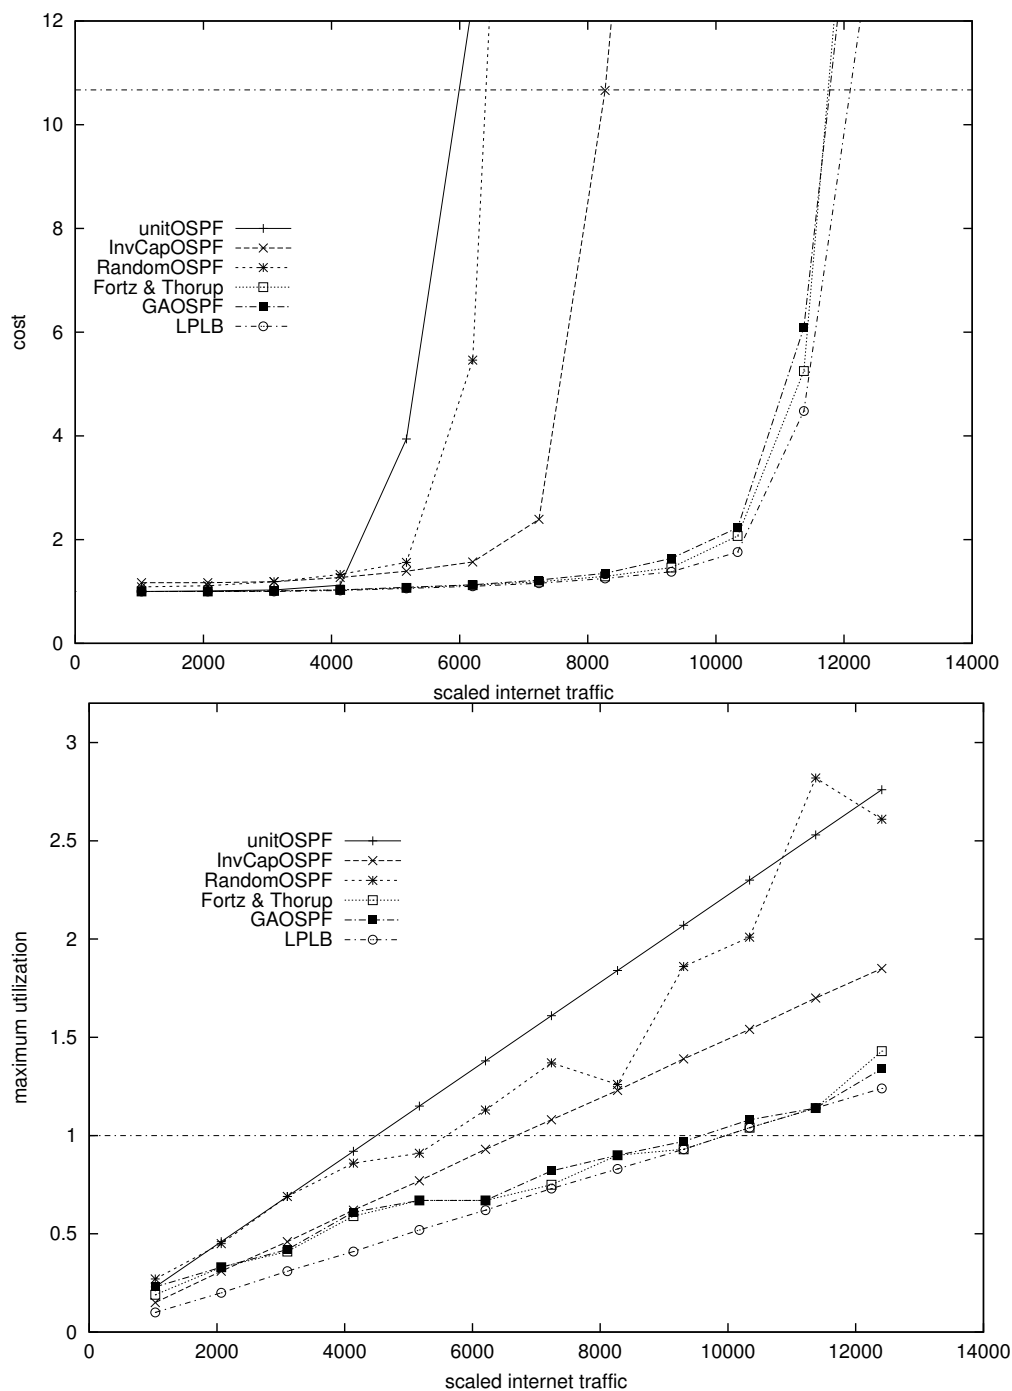 12
10
8
6
4
2
0
cost
unitOSPF
InvCapOSPF
RandomOSPF
Fortz & Thorup
GAOSPF
LPLB
0 2000 4000 6000 8000 10000 12000 14000
scaled internet traffic
3
2.5
2
1.5
1
0.5
0
maximum utilization
unitOSPF
InvCapOSPF
RandomOSPF
Fortz & Thorup
GAOSPF
LPLB
0 2000 4000 6000 8000 10000 12000 14000
scaled internet traffic